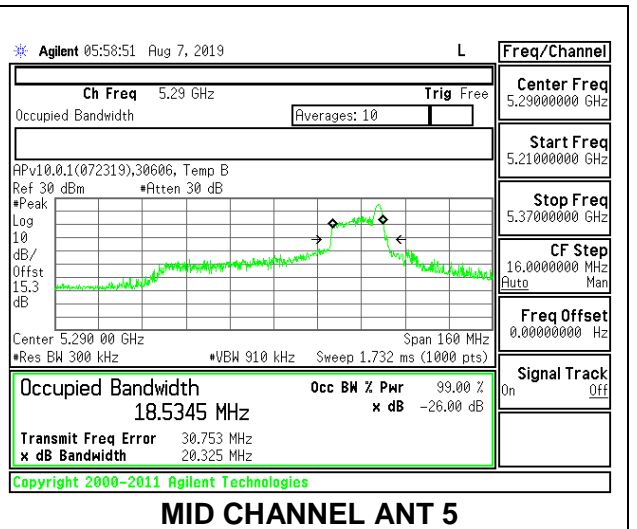 Agilent 05:58:51 Aug 7, 2019 L
Freq/Channel
Ch Freq 5.29 GHz Trig Free
Occupied Bandwidth Averages: 10
Center Freq
5.29000000 GHz
Start Freq
5.21000000 GHz
APv10.0.1(072319),30606, Temp B
Ref 30 dBm #Atten 30 dB
#Peak
Log
10
dB/
Offst
15.3
dB
Stop Freq
5.37000000 GHz
CF Step
16.0000000 MHz
Auto Man
Freq Offset
0.00000000 Hz
Center 5.290 00 GHz Span 160 MHz
#Res BW 300 kHz #VBW 910 kHz Sweep 1.732 ms (1000 pts)
Signal Track
On Off
Occupied Bandwidth Occ BW % Pwr 99.00 %
18.5345 MHz x dB -26.00 dB
Transmit Freq Error 30.753 MHz
x dB Bandwidth 20.325 MHz
Copyright 2000-2011 Agilent Technologies
MID CHANNEL ANT 5